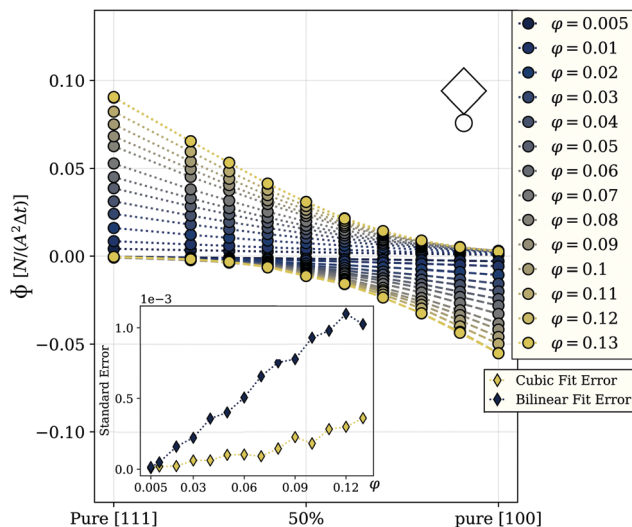 φ = 0.005
φ = 0.01
φ = 0.02
φ = 0.03
φ = 0.04
φ = 0.05
φ = 0.06
φ = 0.07
φ = 0.08
φ = 0.09
φ = 0.1
φ = 0.11
φ = 0.12
φ = 0.13
0.10
0.05
0.00
−0.05
−0.10
Φ [N/(A²Δt)]
1e−3
1.0
0.5
0.0
Standard Error
0.005 0.03 0.06 0.09 0.12 φ
Cubic Fit Error
Bilinear Fit Error
Pure [111] 50% pure [100]